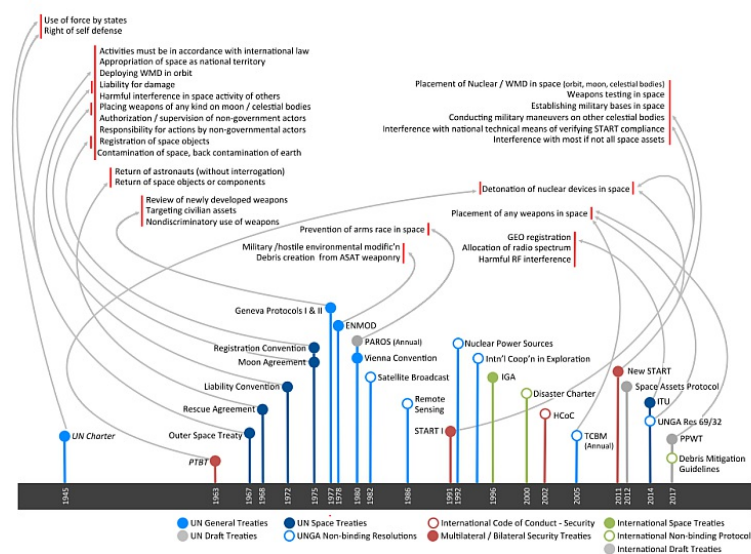 Use of force by states
Right of self defense
Activities must be in accordance with international law
Appropriation of space as national territory
Deploying WMD in orbit
Liability for damage
Harmful interference in space activity of others
Placing weapons of any kind on moon / celestial bodies
Authorization / supervision of non-government actors
Responsibility for actions by non-governmental actors
Registration of space objects
Contamination of space, back contamination of earth
Placement of Nuclear / WMD in space (orbit, moon, celestial bodies)
Weapons testing in space
Establishing military bases in space
Conducting military maneuvers on other celestial bodies
Interference with national technical means of verifying START compliance
Interference with most if not all space assets
Return of astronauts (without interrogation)
Return of space objects or components
Detonation of nuclear devices in space
Review of newly developed weapons
Targeting civilian assets
Nondiscriminatory use of weapons
Placement of any weapons in space
Prevention of arms race in space
GEO registration
Allocation of radio spectrum
Harmful RF interference
Military /hostile environmental modific'n
Debris creation from ASAT weaponry
Geneva Protocols I & II
ENMOD
PAROS (Annual)
Registration Convention
Nuclear Power Sources
Moon Agreement
Vienna Convention
Intn'l Coop'n in Exploration
Satellite Broadcast
IGA
New START
Liability Convention
Space Assets Protocol
Disaster Charter
Remote
Sensing
ITU
Rescue Agreement
HCoC
UNGA Res 69/32
UN Charter
Outer Space Treaty
START I
TCBM
(Annual)
PPWT
PTBT
Debris Mitigation
Guidelines
1945
1963
1967
1968
1972
1975
1977
1978
1980
1982
1986
1991
1992
1996
2000
2002
2005
2011
2012
2014
2017
UN General Treaties
UN Space Treaties
International Code of Conduct - Security
International Space Treaties
UN Draft Treaties
UNGA Non-binding Resolutions
Multilateral / Bilateral Security Treaties
International Non-binding Protocol
International Draft Treaties